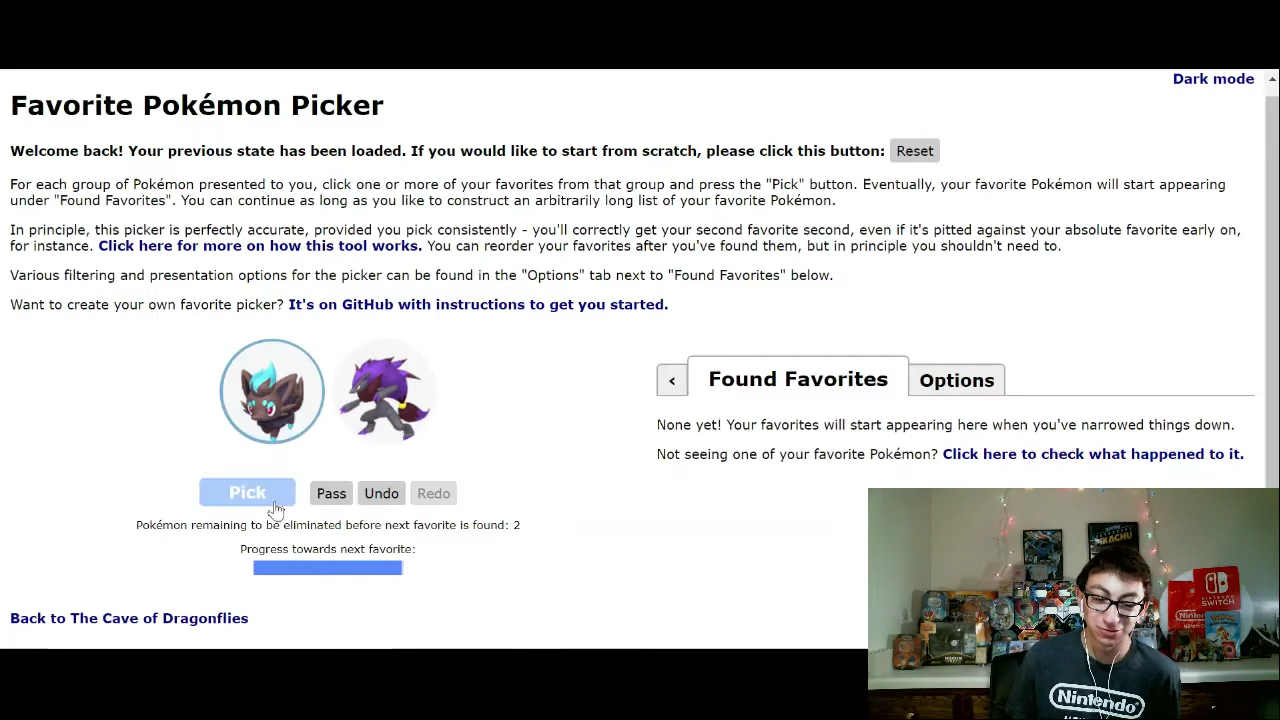 Dark mode
Favorite Pokémon Picker
Welcome back! Your previous state has been loaded. If you would like to start from scratch, please click this button: Reset
For each group of Pokémon presented to you, click one or more of your favorites from that group and press the "Pick" button. Eventually, your favorite Pokémon will start appearing
under "Found Favorites". You can continue as long as you like to construct an arbitrarily long list of your favorite Pokémon.
In principle, this picker is perfectly accurate, provided you pick consistently - you'll correctly get your second favorite second, even if it's pitted against your absolute favorite early on,
for instance. Click here for more on how this tool works. You can reorder your favorites after you've found them, but in principle you shouldn't need to.
Various filtering and presentation options for the picker can be found in the "Options" tab next to "Found Favorites" below.
Want to create your own favorite picker? It's on GitHub with instructions to get you started.
‹ Found Favorites Options
None yet! Your favorites will start appearing here when you've narrowed things down.
Not seeing one of your favorite Pokémon? Click here to check what happened to it.
Pick Pass Undo Redo
Pokémon remaining to be eliminated before next favorite is found: 2
Progress towards next favorite:
Back to The Cave of Dragonflies
PIKACHU
NINTENDO
SWITCH
Nintendo